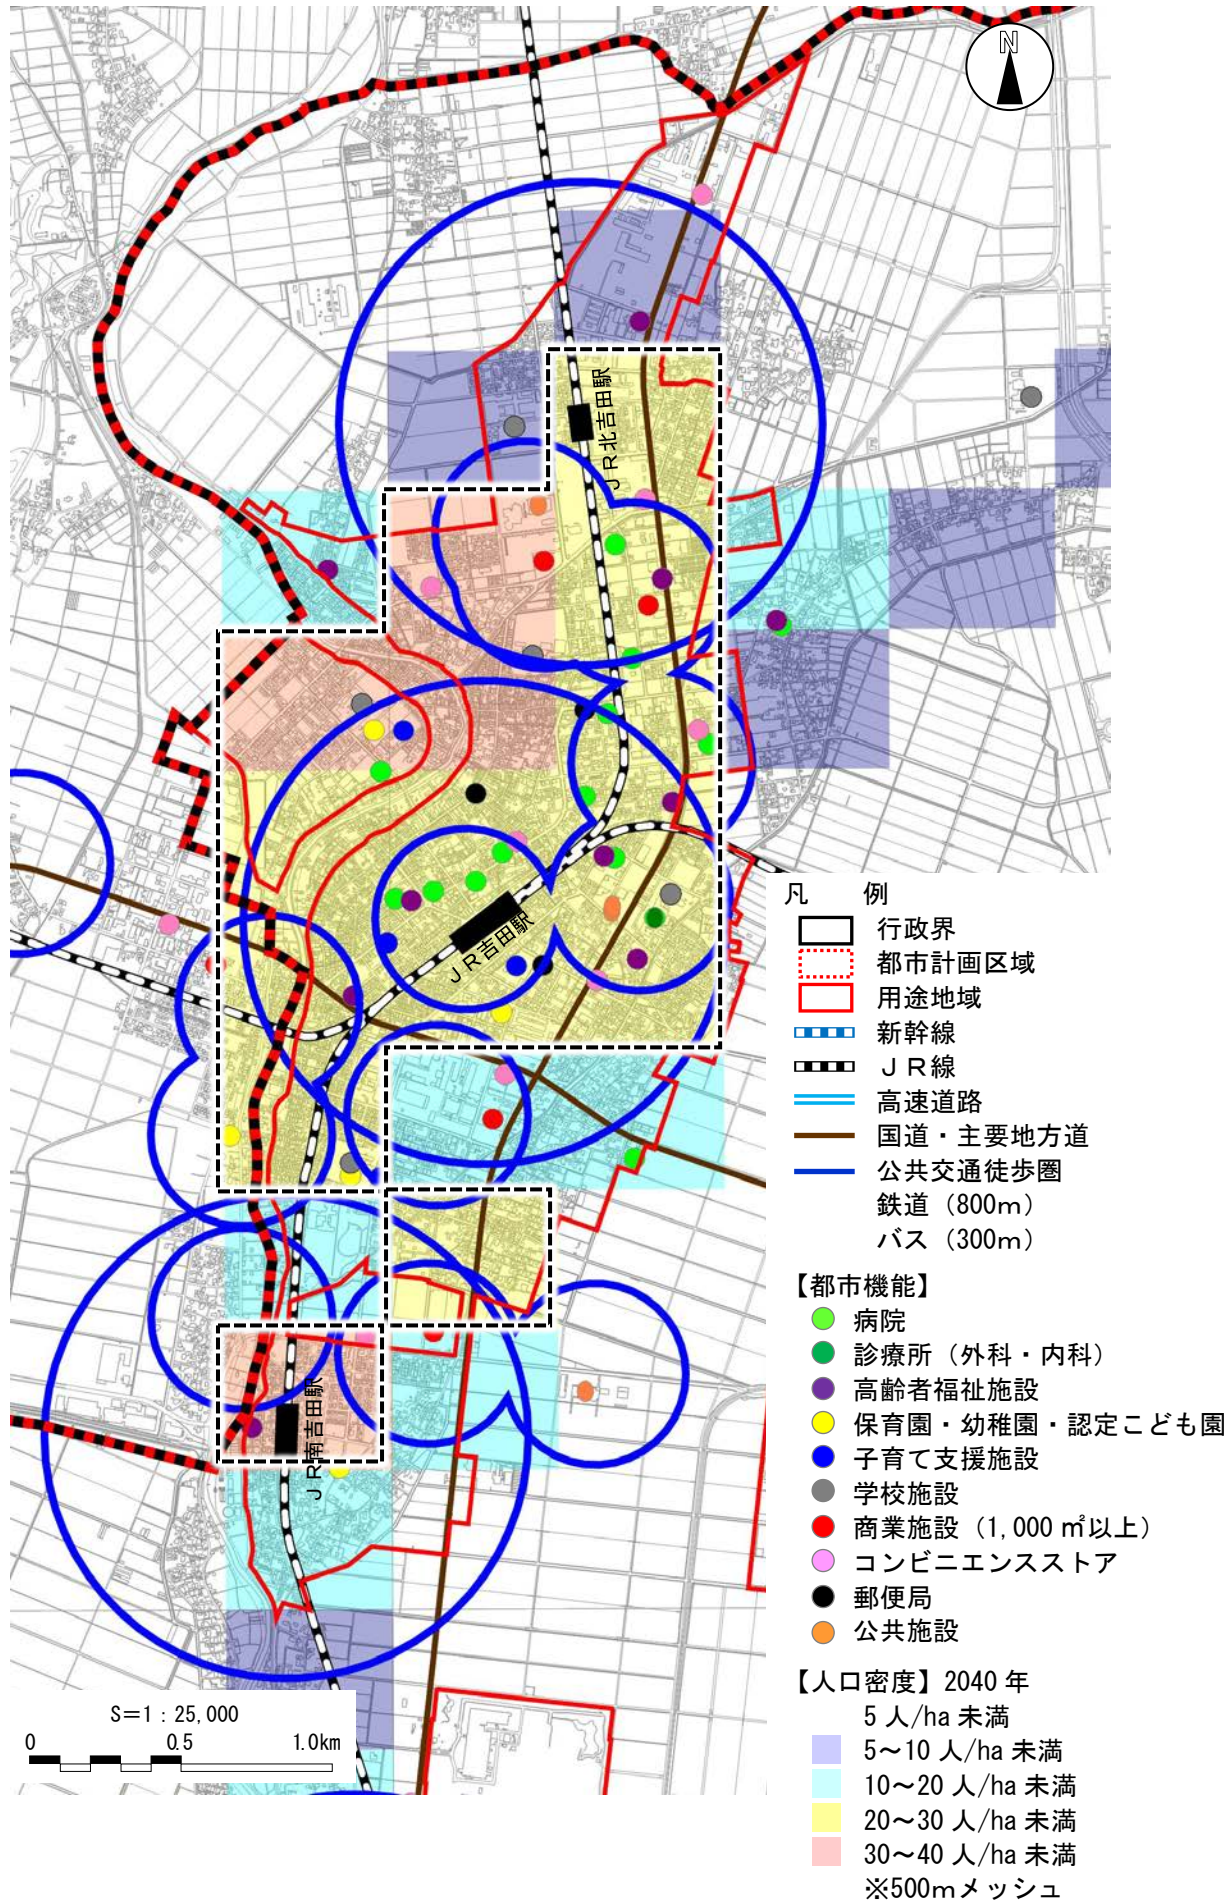 N
JR北吉田駅
JR吉田駅
JR南吉田駅
S=1:25,000
0 0.5 1.0km
凡 例
行政界
都市計画区域
用途地域
新幹線
JR線
高速道路
国道・主要地方道
公共交通徒歩圏
鉄道（800m）
バス（300m）
【都市機能】
病院
診療所（外科・内科）
高齢者福祉施設
保育園・幼稚園・認定こども園
子育て支援施設
学校施設
商業施設（1,000㎡以上）
コンビニエンスストア
郵便局
公共施設
【人口密度】2040年
5人/ha未満
5～10人/ha未満
10～20人/ha未満
20～30人/ha未満
30～40人/ha未満
※500mメッシュ